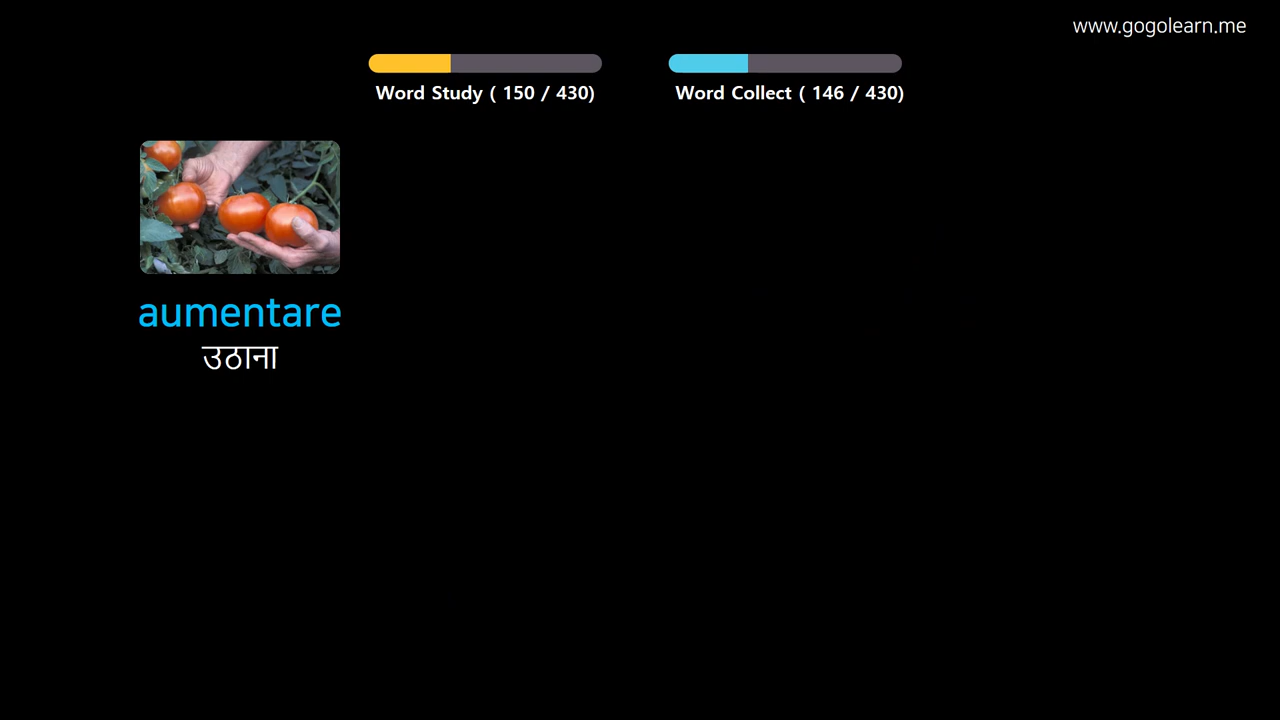 www.gogolearn.me
Word Study ( 150 / 430)
Word Collect ( 146 / 430)
aumentare
उठाना